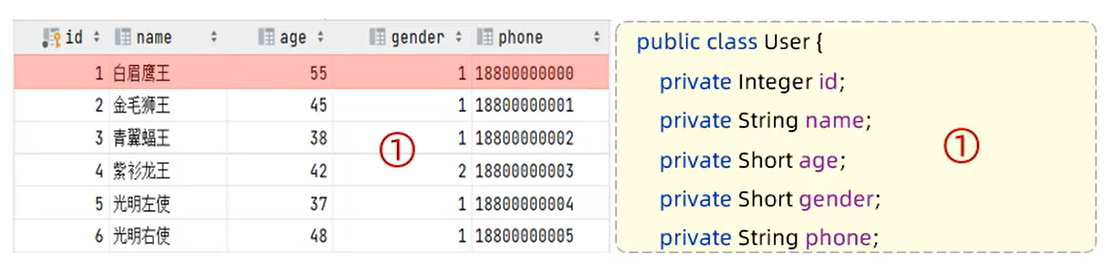 id name age gender phone
1 白眉鹰王 55 1 18800000000
2 金毛狮王 45 1 18800000001
3 青翼蝠王 38 1 18800000002
4 紫衫龙王 42 2 18800000003
5 光明左使 37 1 18800000004
6 光明右使 48 1 18800000005
①
public class User {
private Integer id;
private String name;
private Short age;
private Short gender;
private String phone;
①